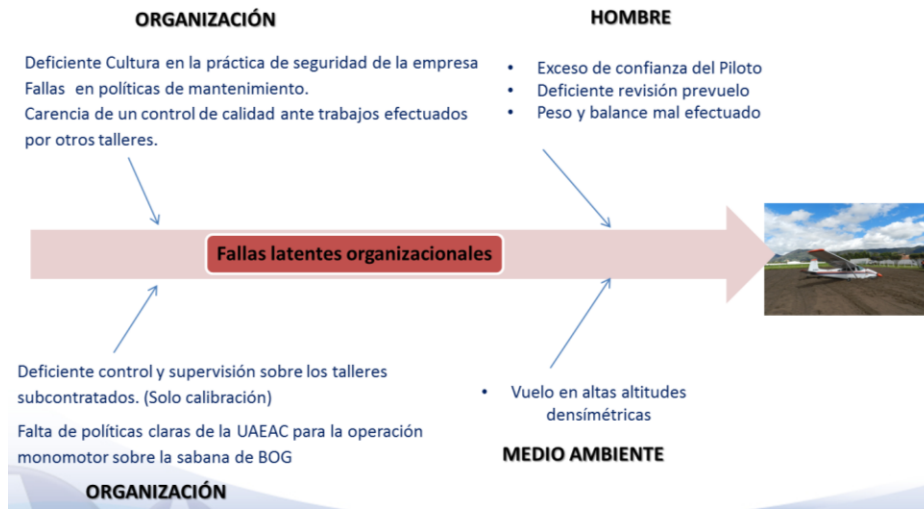 ORGANIZACIÓN
Deficiente Cultura en la práctica de seguridad de la empresa
Fallas en políticas de mantenimiento.
Carencia de un control de calidad ante trabajos efectuados
por otros talleres.
HOMBRE
• Exceso de confianza del Piloto
• Deficiente revisión prevuelo
• Peso y balance mal efectuado
Fallas latentes organizacionales
Deficiente control y supervisión sobre los talleres
subcontratados. (Solo calibración)
Falta de políticas claras de la UAEAC para la operación
monomotor sobre la sabana de BOG
ORGANIZACIÓN
• Vuelo en altas altitudes
densímétricas
MEDIO AMBIENTE